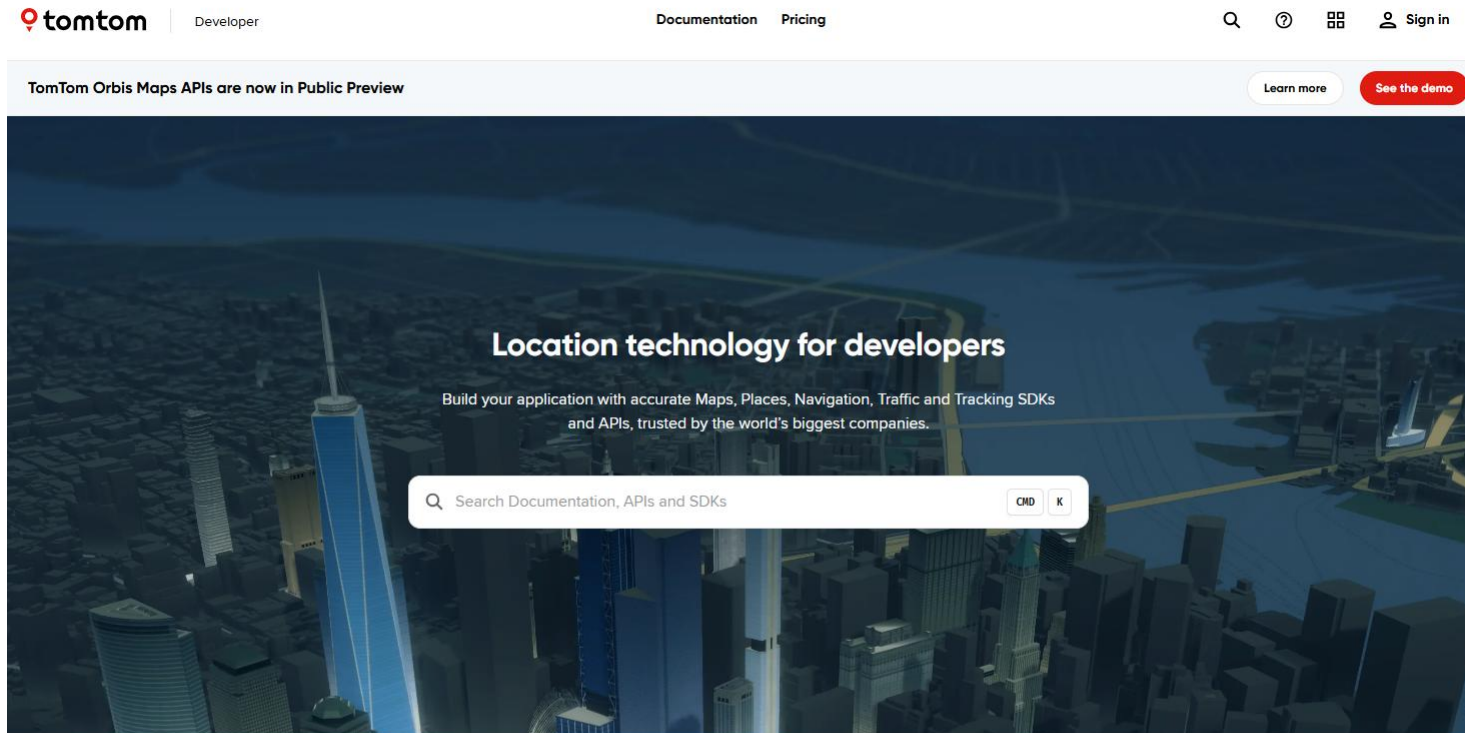 tomtom
Developer
Documentation
Pricing
Sign in
TomTom Orbis Maps APIs are now in Public Preview
Learn more
See the demo
Location technology for developers
Build your application with accurate Maps, Places, Navigation, Traffic and Tracking SDKs
and APIs, trusted by the world's biggest companies.
Search Documentation, APIs and SDKs
CMD
K